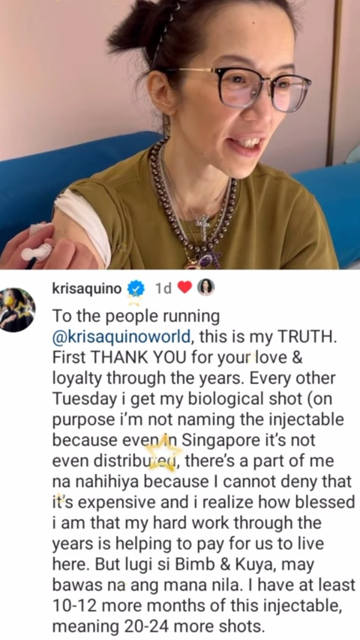 krisaquino 1d
To the people running
@krisaquinoworld, this is my TRUTH.
First THANK YOU for your love &
loyalty through the years. Every other
Tuesday i get my biological shot (on
purpose i'm not naming the injectable
because even in Singapore it's not
even distributed, there's a part of me
na nahihiya because I cannot deny that
it's expensive and i realize how blessed
i am that my hard work through the
years is helping to pay for us to live
here. But lugi si Bimb & Kuya, may
bawas na ang mana nila. I have at least
10-12 more months of this injectable,
meaning 20-24 more shots.